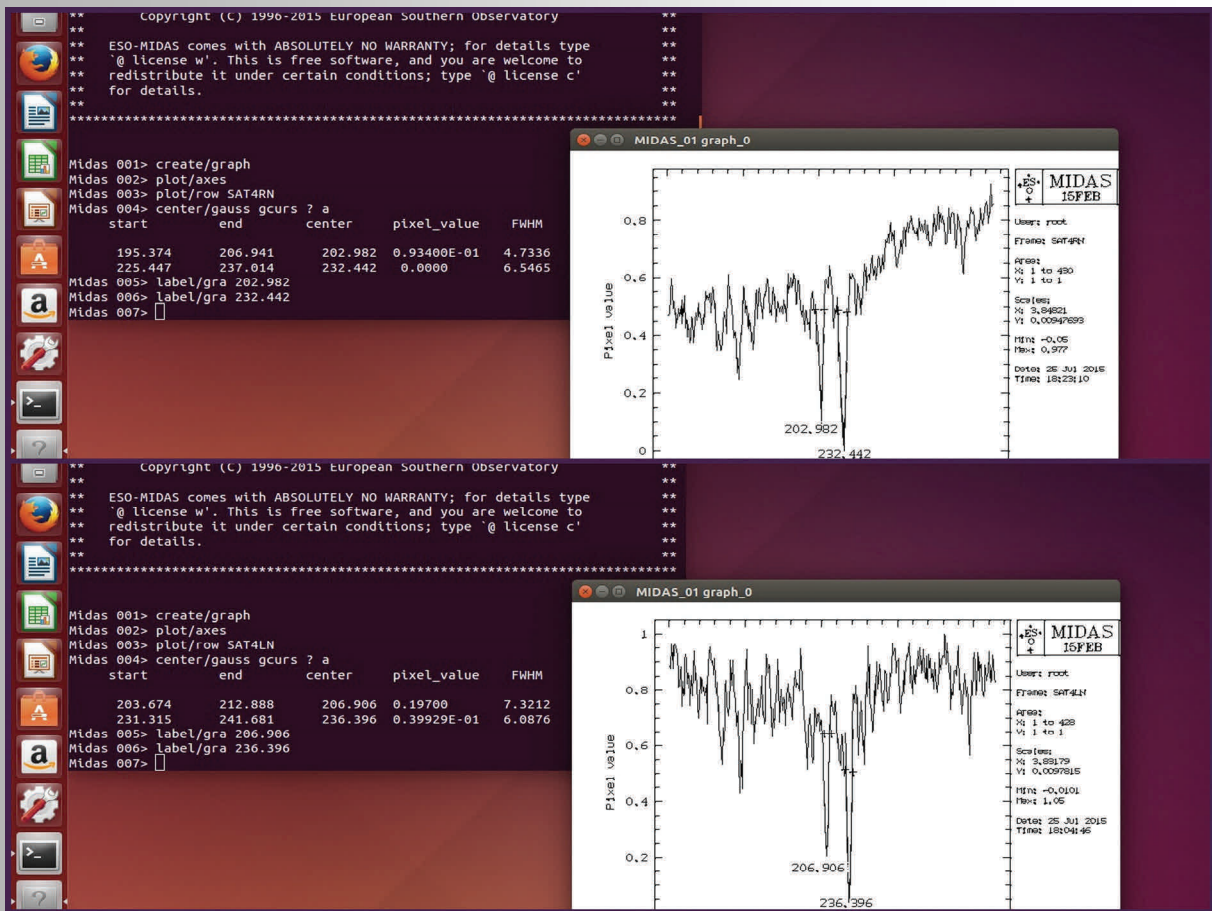 ** Copyright (C) 1996-2015 European Southern Observatory **
** **
** ESO-MIDAS comes with ABSOLUTELY NO WARRANTY; for details type **
** `@ license w'. This is free software, and you are welcome to **
** redistribute it under certain conditions; type `@ license c' **
** for details. **
** **
******************************************************************************
Midas 001> create/graph
Midas 002> plot/axes
Midas 003> plot/row SAT4RN
Midas 004> center/gauss gcurs ? a
start end center pixel_value FWHM
195.374 206.941 202.982 0.93400E-01 4.7336
225.447 237.014 232.442 0.0000 6.5465
Midas 005> label/gra 202.982
Midas 006> label/gra 232.442
Midas 007>
MIDAS_01 graph_0
0.8
0.6
0.4
0.2
0
Pixel value
202.982
232.442
ES
O
MIDAS
15FEB
User: root
Frame: SAT4RN
Area:
X: 1 to 490
Y: 1 to 1
Scales:
X: 3.84821
Y: 0.00947693
Min: -0.05
Max: 0.977
Date: 25 Jul 2015
Time: 18:23:10
** Copyright (C) 1996-2015 European Southern Observatory **
** **
** ESO-MIDAS comes with ABSOLUTELY NO WARRANTY; for details type **
** `@ license w'. This is free software, and you are welcome to **
** redistribute it under certain conditions; type `@ license c' **
** for details. **
** **
******************************************************************************
Midas 001> create/graph
Midas 002> plot/axes
Midas 003> plot/row SAT4LN
Midas 004> center/gauss gcurs ? a
start end center pixel_value FWHM
203.674 212.888 206.906 0.19700 7.3212
231.315 241.681 236.396 0.39929E-01 6.0876
Midas 005> label/gra 206.906
Midas 006> label/gra 236.396
Midas 007>
MIDAS_01 graph_0
1
0.8
0.6
0.4
0.2
Pixel value
206.906
236.396
ES
O
MIDAS
15FEB
User: root
Frame: SAT4LN
Area:
X: 1 to 428
Y: 1 to 1
Scales:
X: 3.83179
Y: 0.0097815
Min: -0.0101
Max: 1.05
Date: 25 Jul 2015
Time: 18:04:46